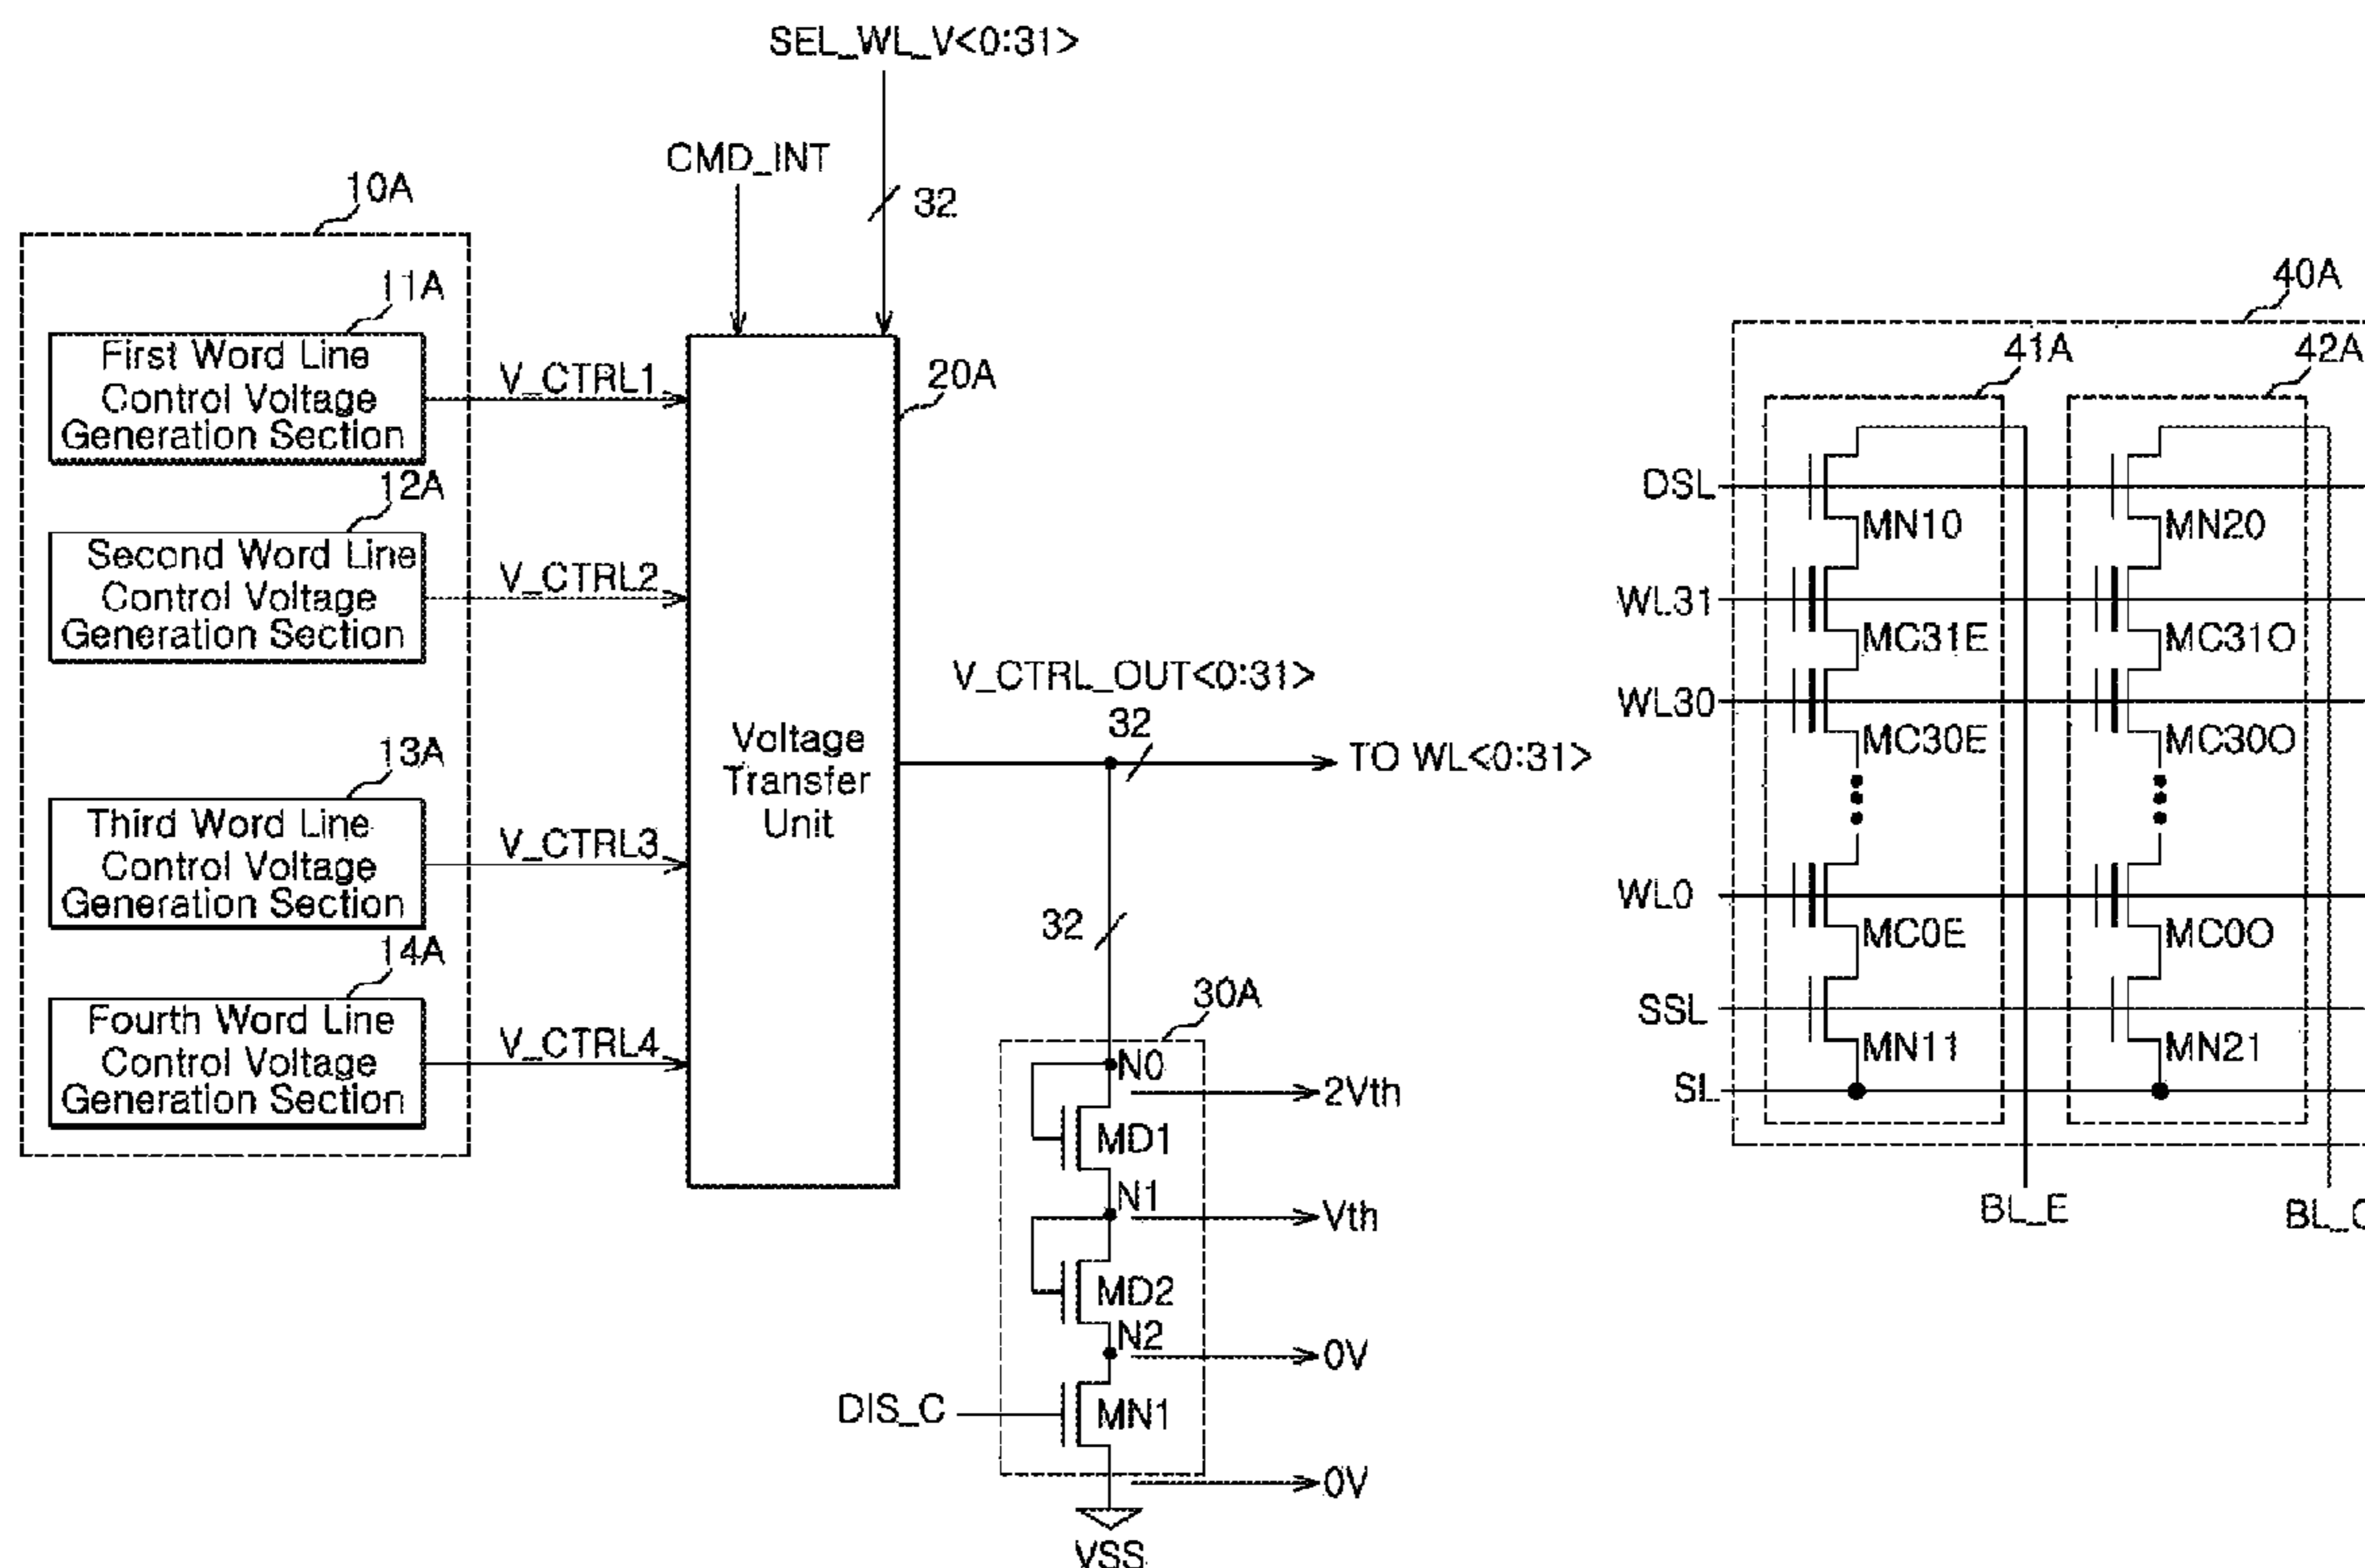 SEL_WL_V<0:31>
CMD_INT
32
10A
11A
First Word Line
Control Voltage
Generation Section
V_CTRL1
12A
Second Word Line
Control Voltage
Generation Section
V_CTRL2
13A
Third Word Line
Control Voltage
Generation Section
V_CTRL3
14A
Fourth Word Line
Control Voltage
Generation Section
V_CTRL4
20A
Voltage
Transfer
Unit
V_CTRL_OUT<0:31>
32
TO WL<0:31>
32
30A
N0
2Vth
MD1
N1
Vth
MD2
N2
0V
DIS_C
MN1
0V
VSS
40A
41A
42A
DSL
MN10
MN20
WL31
MC31E
MC31O
WL30
MC30E
MC30O
WL0
MC0E
MC0O
SSL
MN11
MN21
SL
BL_E